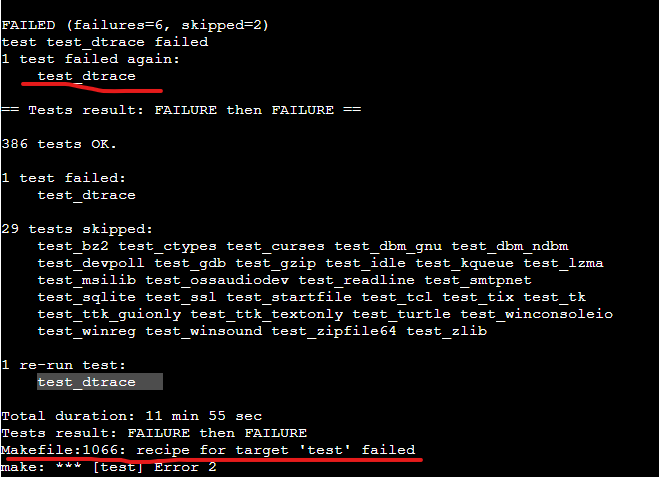 FAILED (failures=6, skipped=2)
test test_dtrace failed
1 test failed again:
test_dtrace
== Tests result: FAILURE then FAILURE ==
386 tests OK.
1 test failed:
test_dtrace
29 tests skipped:
test_bz2 test_ctypes test_curses test_dbm_gnu test_dbm_ndbm
test_devpoll test_gdb test_gzip test_idle test_kqueue test_lzma
test_msilib test_ossaudiodev test_readline test_smtpnet
test_sqlite test_ssl test_startfile test_tcl test_tix test_tk
test_ttk_guionly test_ttk_textonly test_turtle test_winconsoleio
test_winreg test_winsound test_zipfile64 test_zlib
1 re-run test:
test_dtrace
Total duration: 11 min 55 sec
Tests result: FAILURE then FAILURE
Makefile:1066: recipe for target 'test' failed
make: *** [test] Error 2